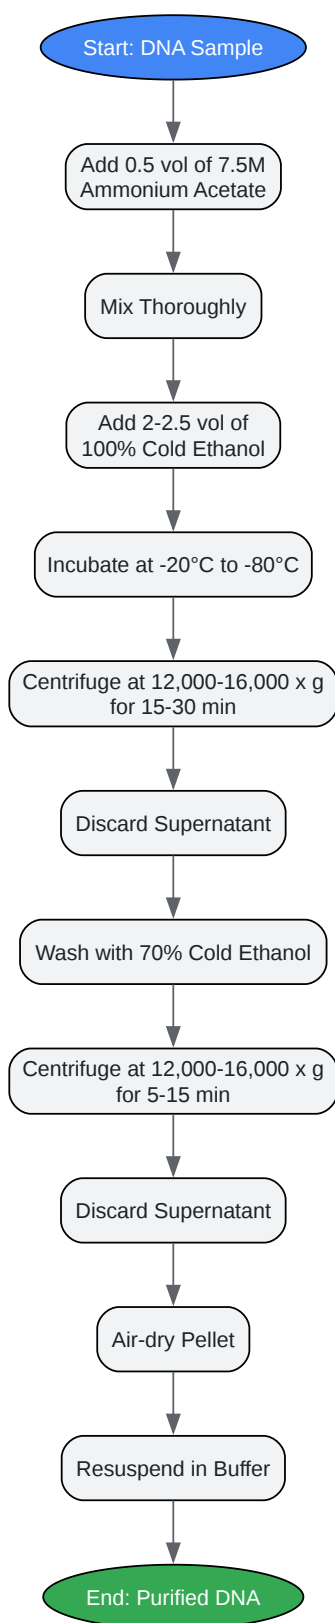 Start: DNA Sample
Add 0.5 vol of 7.5M
Ammonium Acetate
Mix Thoroughly
Add 2-2.5 vol of
100% Cold Ethanol
Incubate at -20°C to -80°C
Centrifuge at 12,000-16,000 x g
for 15-30 min
Discard Supernatant
Wash with 70% Cold Ethanol
Centrifuge at 12,000-16,000 x g
for 5-15 min
Discard Supernatant
Air-dry Pellet
Resuspend in Buffer
End: Purified DNA